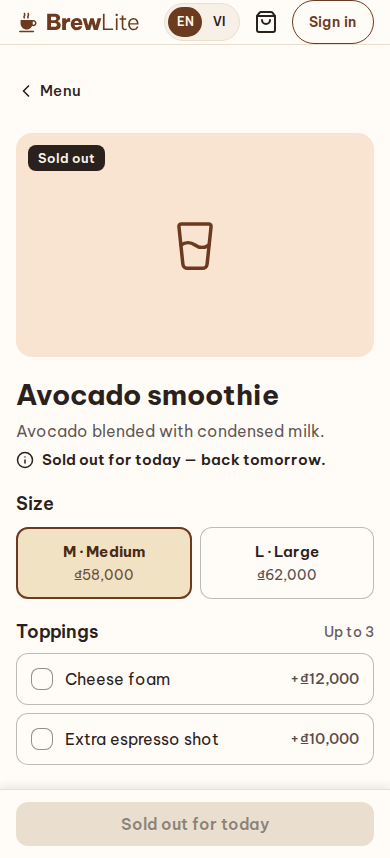 BrewLite
EN VI
Sign in
Menu
Sold out
Avocado smoothie
Avocado blended with condensed milk.
Sold out for today — back tomorrow.
Size
M · Medium
₫58,000
L · Large
₫62,000
Toppings
Up to 3
Cheese foam
+₫12,000
Extra espresso shot
+₫10,000
Sold out for today